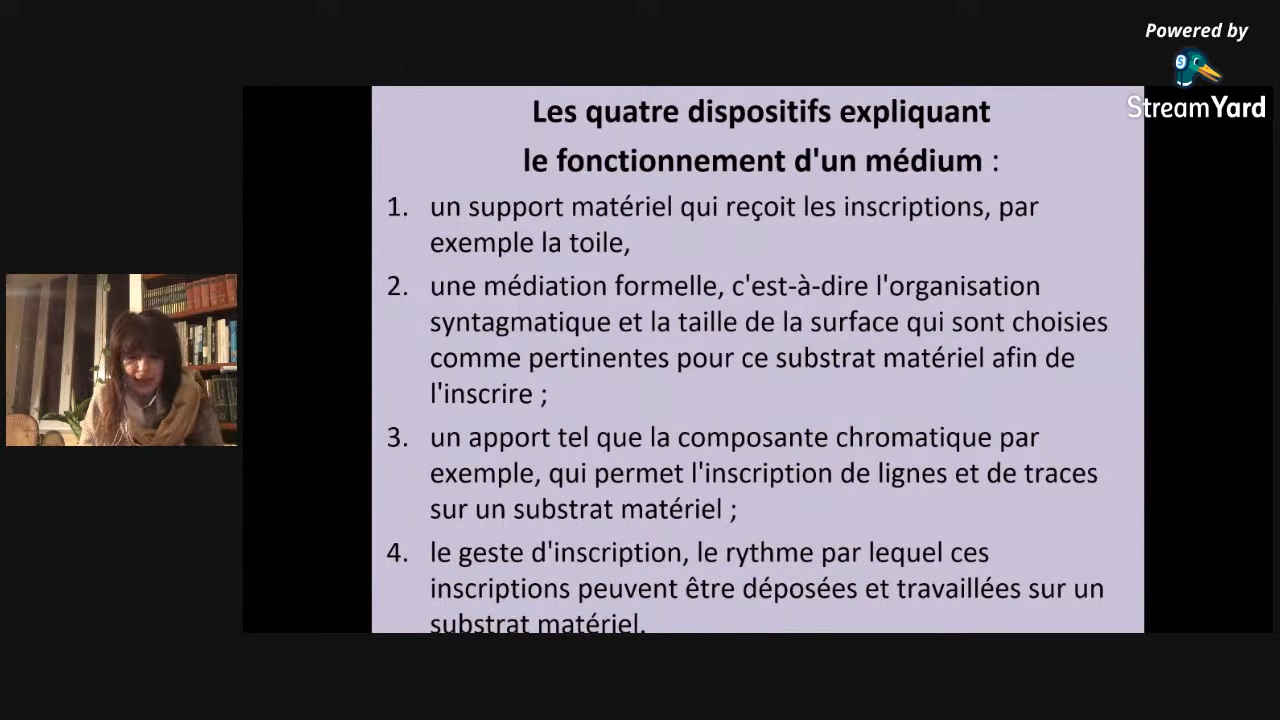 Powered by
StreamYard
Les quatre dispositifs expliquant
le fonctionnement d'un médium :
1. un support matériel qui reçoit les inscriptions, par
exemple la toile,
2. une médiation formelle, c'est-à-dire l'organisation
syntagmatique et la taille de la surface qui sont choisies
comme pertinentes pour ce substrat matériel afin de
l'inscrire ;
3. un apport tel que la composante chromatique par
exemple, qui permet l'inscription de lignes et de traces
sur un substrat matériel ;
4. le geste d'inscription, le rythme par lequel ces
inscriptions peuvent être déposées et travaillées sur un
substrat matériel.